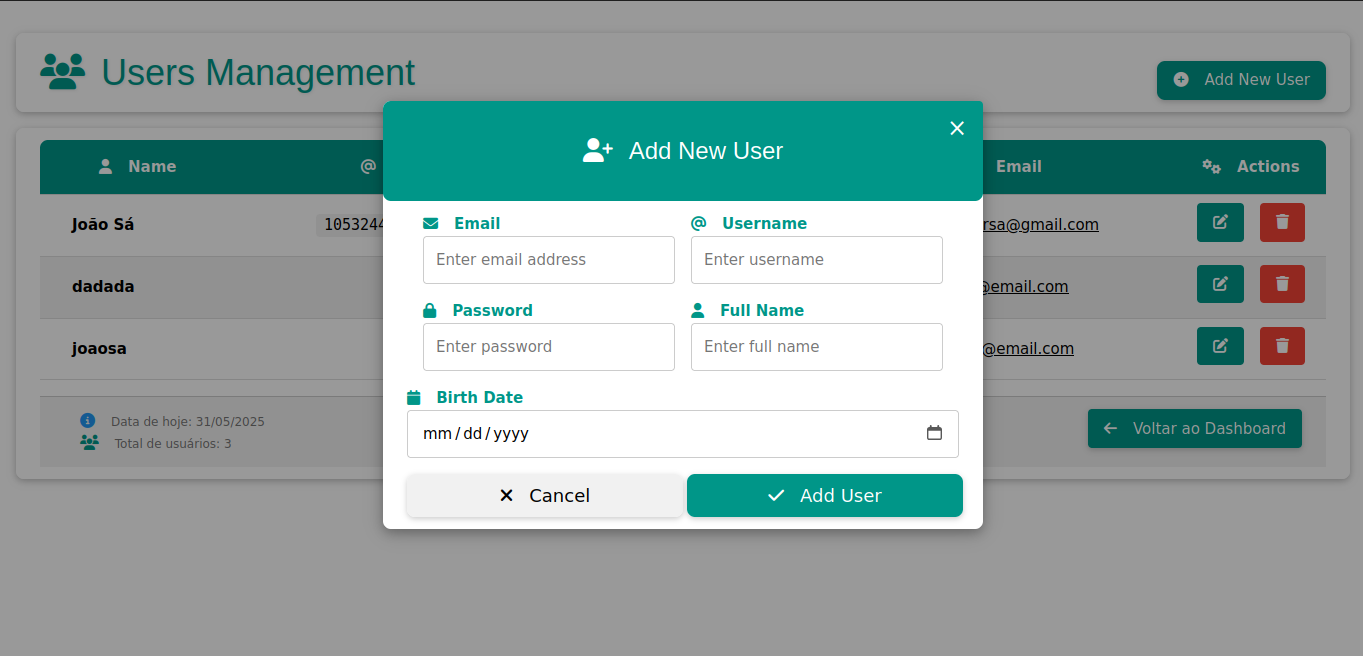 Users Management
Add New User
Add New User
Name @ Email Actions
Email Username
Enter email address Enter username
João Sá 1053244 rsa@gmail.com
dadada @email.com
Password Full Name
Enter password Enter full name
joaosa @email.com
Birth Date
mm/dd/yyyy
Data de hoje: 31/05/2025
Total de usuários: 3
Voltar ao Dashboard
Cancel Add User